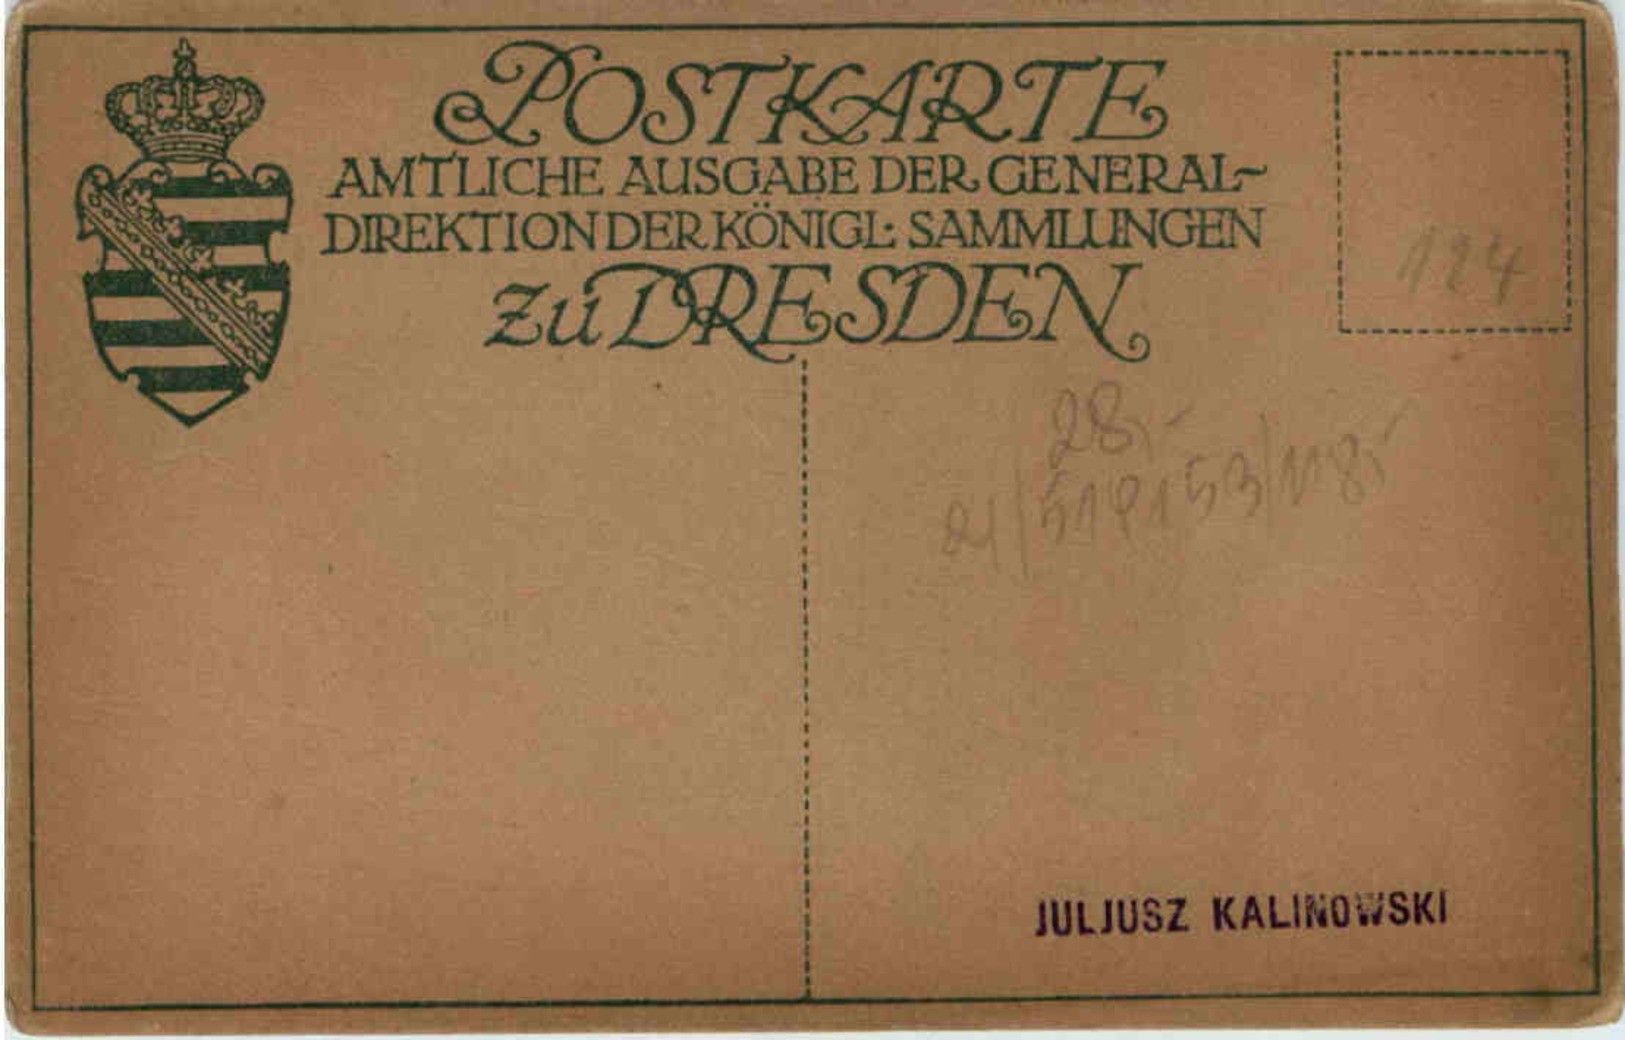 POSTKARTE
AMTLICHE AUSGABE DER GENERAL-
DIREKTION DER KÖNIGL. SAMMLUNGEN
zu DRESDEN
124
28,-
JULJUSZ KALINOWSKI